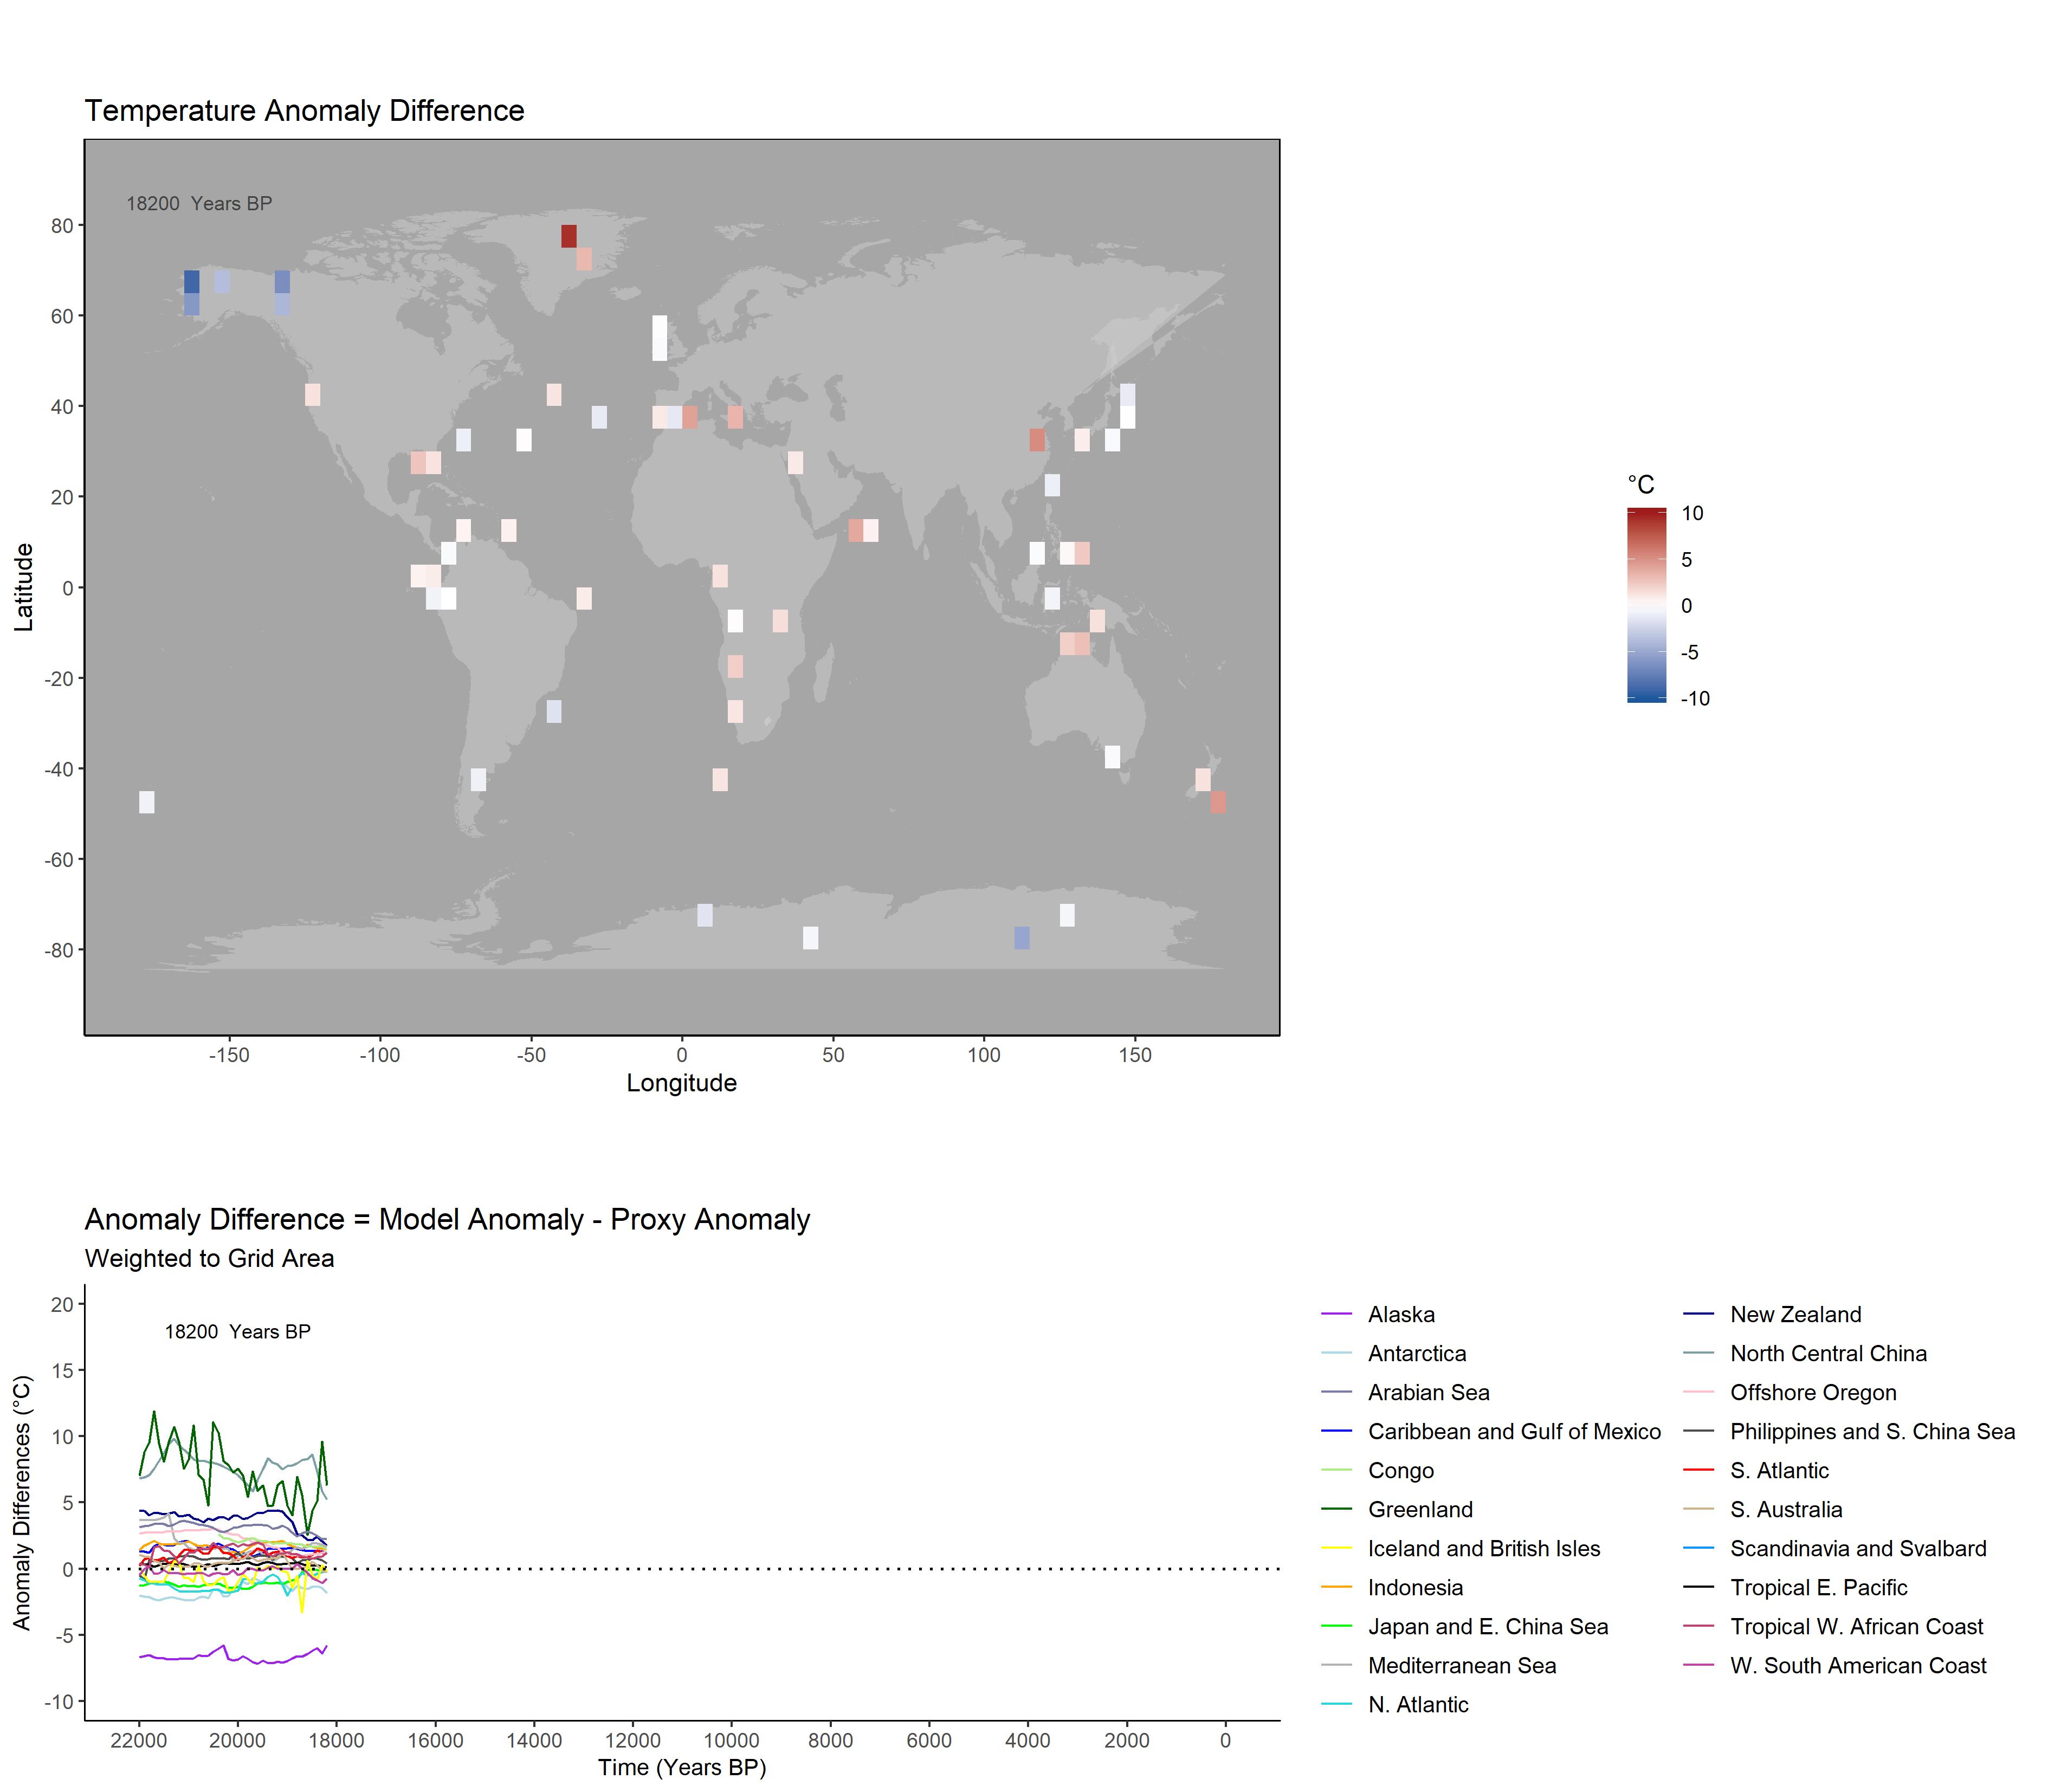 Temperature Anomaly Difference
18200 Years BP
80
60
40
20
0
-20
-40
-60
-80
Latitude
-150 -100 -50 0 50 100 150
Longitude
°C
10
5
0
-5
-10
Anomaly Difference = Model Anomaly - Proxy Anomaly
Weighted to Grid Area
18200 Years BP
20
15
10
5
0
-5
-10
Anomaly Differences (°C)
22000 20000 18000 16000 14000 12000 10000 8000 6000 4000 2000 0
Time (Years BP)
Alaska
Antarctica
Arabian Sea
Caribbean and Gulf of Mexico
Congo
Greenland
Iceland and British Isles
Indonesia
Japan and E. China Sea
Mediterranean Sea
N. Atlantic
New Zealand
North Central China
Offshore Oregon
Philippines and S. China Sea
S. Atlantic
S. Australia
Scandinavia and Svalbard
Tropical E. Pacific
Tropical W. African Coast
W. South American Coast